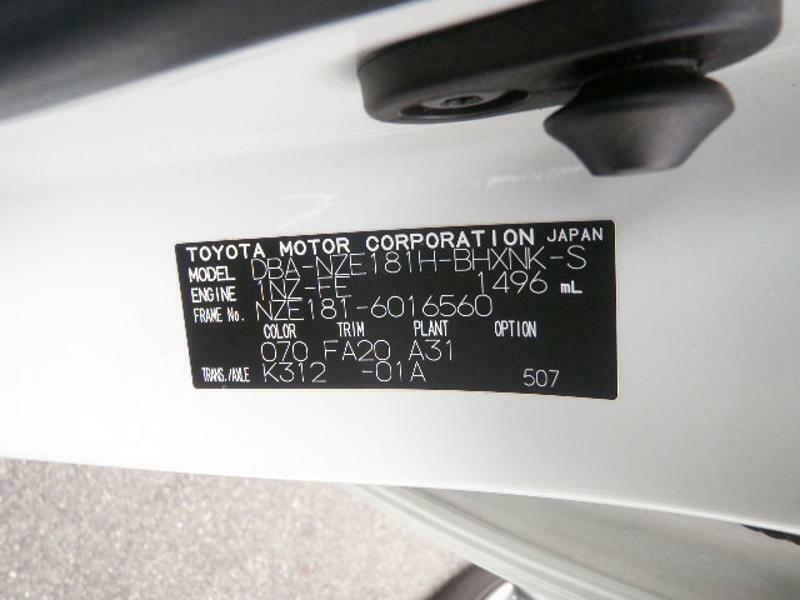 TOYOTA MOTOR CORPORATION JAPAN
MODEL DBA-NZE181H-BHXNK-S
ENGINE 1NZ-FE 1496 mL
FRAME No. NZE181-6016560
COLOR TRIM PLANT OPTION
070 FA20 A31
TRANS./AXLE K312 -01A 507